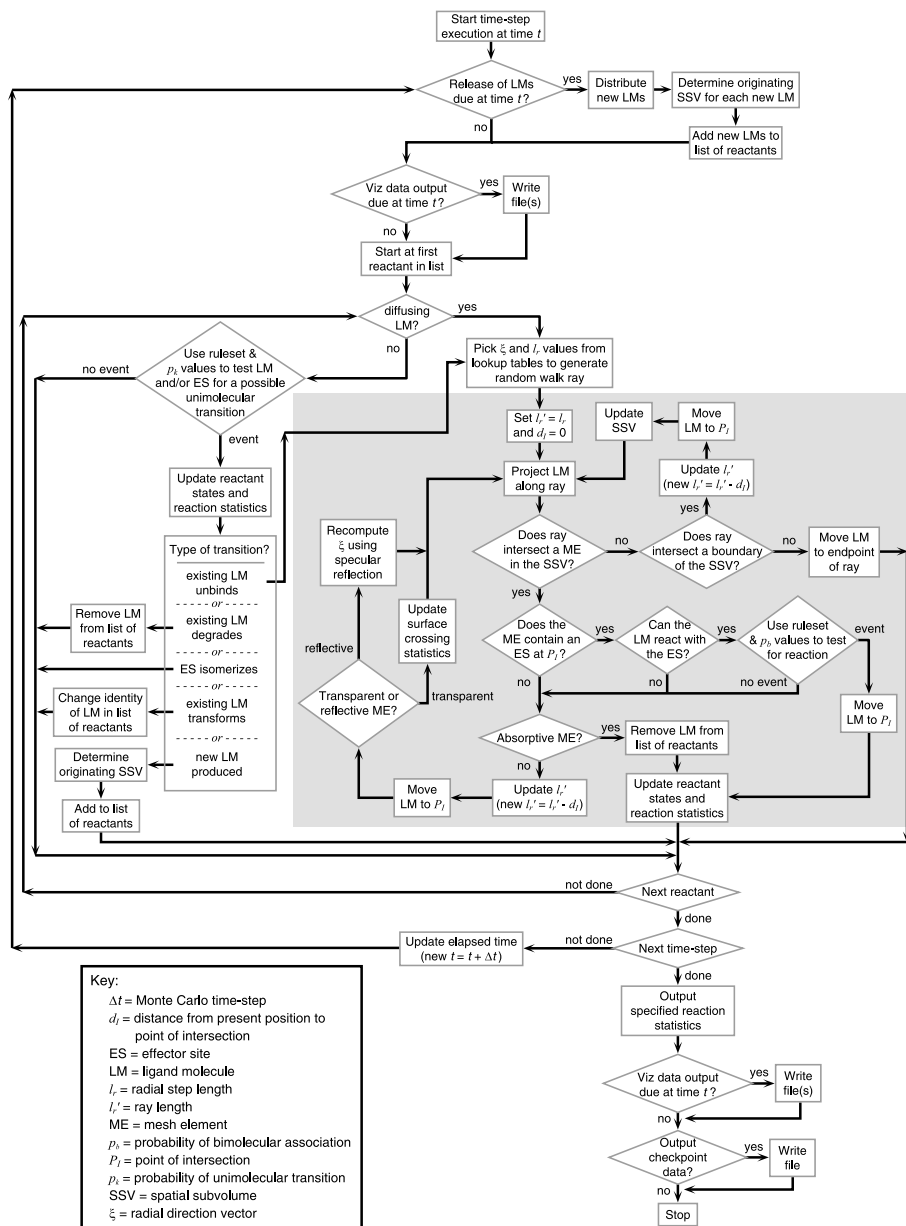 Start time-step
execution at time t
Release of LMs
due at time t?
yes
Distribute
new LMs
Determine originating
SSV for each new LM
no
Add new LMs to
list of reactants
Viz data output
due at time t?
yes
Write
file(s)
no
Start at first
reactant in list
diffusing
LM?
yes
no
Pick ξ and lr values from
lookup tables to generate
random walk ray
Use ruleset &
pk values to test LM
and/or ES for a possible
unimolecular
transition
no event
event
Set lr' = lr
and dI = 0
Update
SSV
Move
LM to PI
Update lr'
(new lr' = lr' - dI)
yes
Project LM
along ray
Update reactant
states and
reaction statistics
Type of transition?
existing LM
unbinds
or
existing LM
degrades
or
ES isomerizes
or
existing LM
transforms
or
new LM
produced
Remove LM
from list of
reactants
Change identity
of LM in list
of reactants
Determine
originating SSV
Add to list
of reactants
Recompute
ξ using
specular
reflection
Does ray
intersect a ME
in the SSV?
no
Does ray
intersect a boundary
of the SSV?
no
Move LM
to endpoint
of ray
yes
Update
surface
crossing
statistics
reflective
transparent
Transparent or
reflective ME?
Does the
ME contain an
ES at PI?
yes
Can the
LM react with
the ES?
yes
Use ruleset
& pb values to test
for reaction
event
no
no
no event
Move
LM to PI
Absorptive ME?
yes
Remove LM from
list of reactants
no
Move
LM to PI
Update lr'
(new lr' = lr' - dI)
Update reactant
states and
reaction statistics
not done
Next reactant
done
Update elapsed time
(new t = t + Δt)
not done
Next time-step
done
Output
specified reaction
statistics
Viz data output
due at time t?
yes
Write
file(s)
no
Output
checkpoint
data?
yes
Write
file
no
Stop
Key:
Δt = Monte Carlo time-step
dI = distance from present position to
point of intersection
ES = effector site
LM = ligand molecule
lr = radial step length
lr' = ray length
ME = mesh element
pb = probability of bimolecular association
PI = point of intersection
pk = probability of unimolecular transition
SSV = spatial subvolume
ξ = radial direction vector